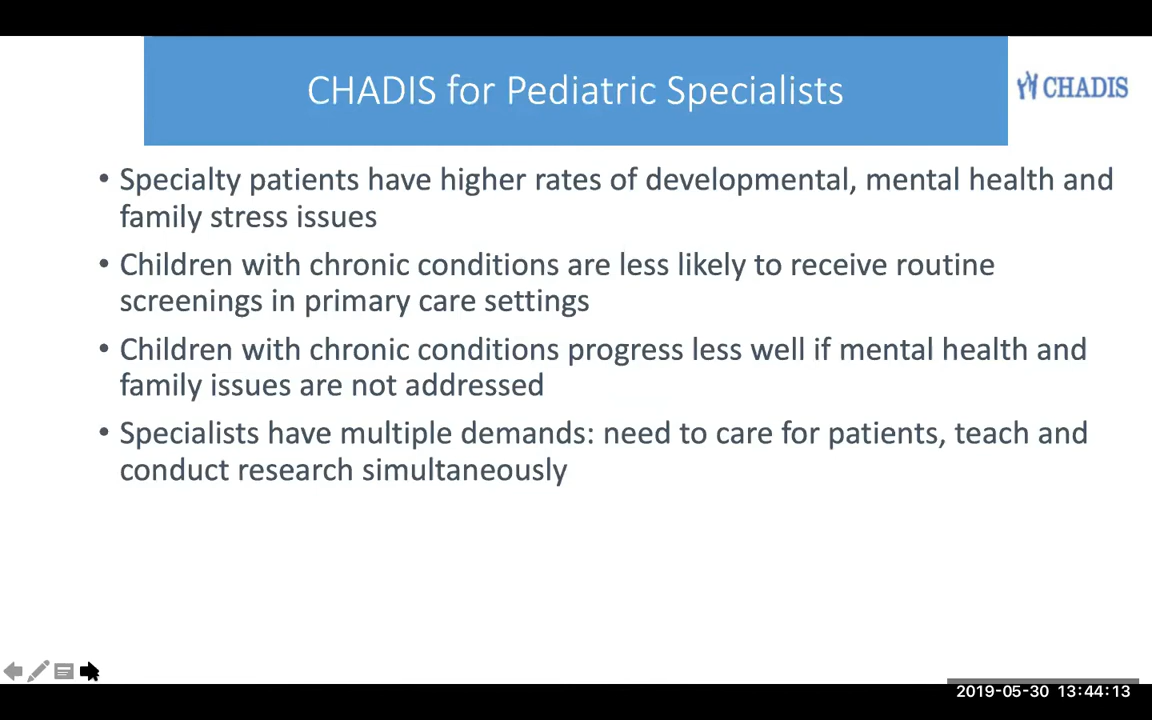 CHADIS for Pediatric Specialists
CHADIS
• Specialty patients have higher rates of developmental, mental health and
family stress issues
• Children with chronic conditions are less likely to receive routine
screenings in primary care settings
• Children with chronic conditions progress less well if mental health and
family issues are not addressed
• Specialists have multiple demands: need to care for patients, teach and
conduct research simultaneously
2019-05-30 13:44:13